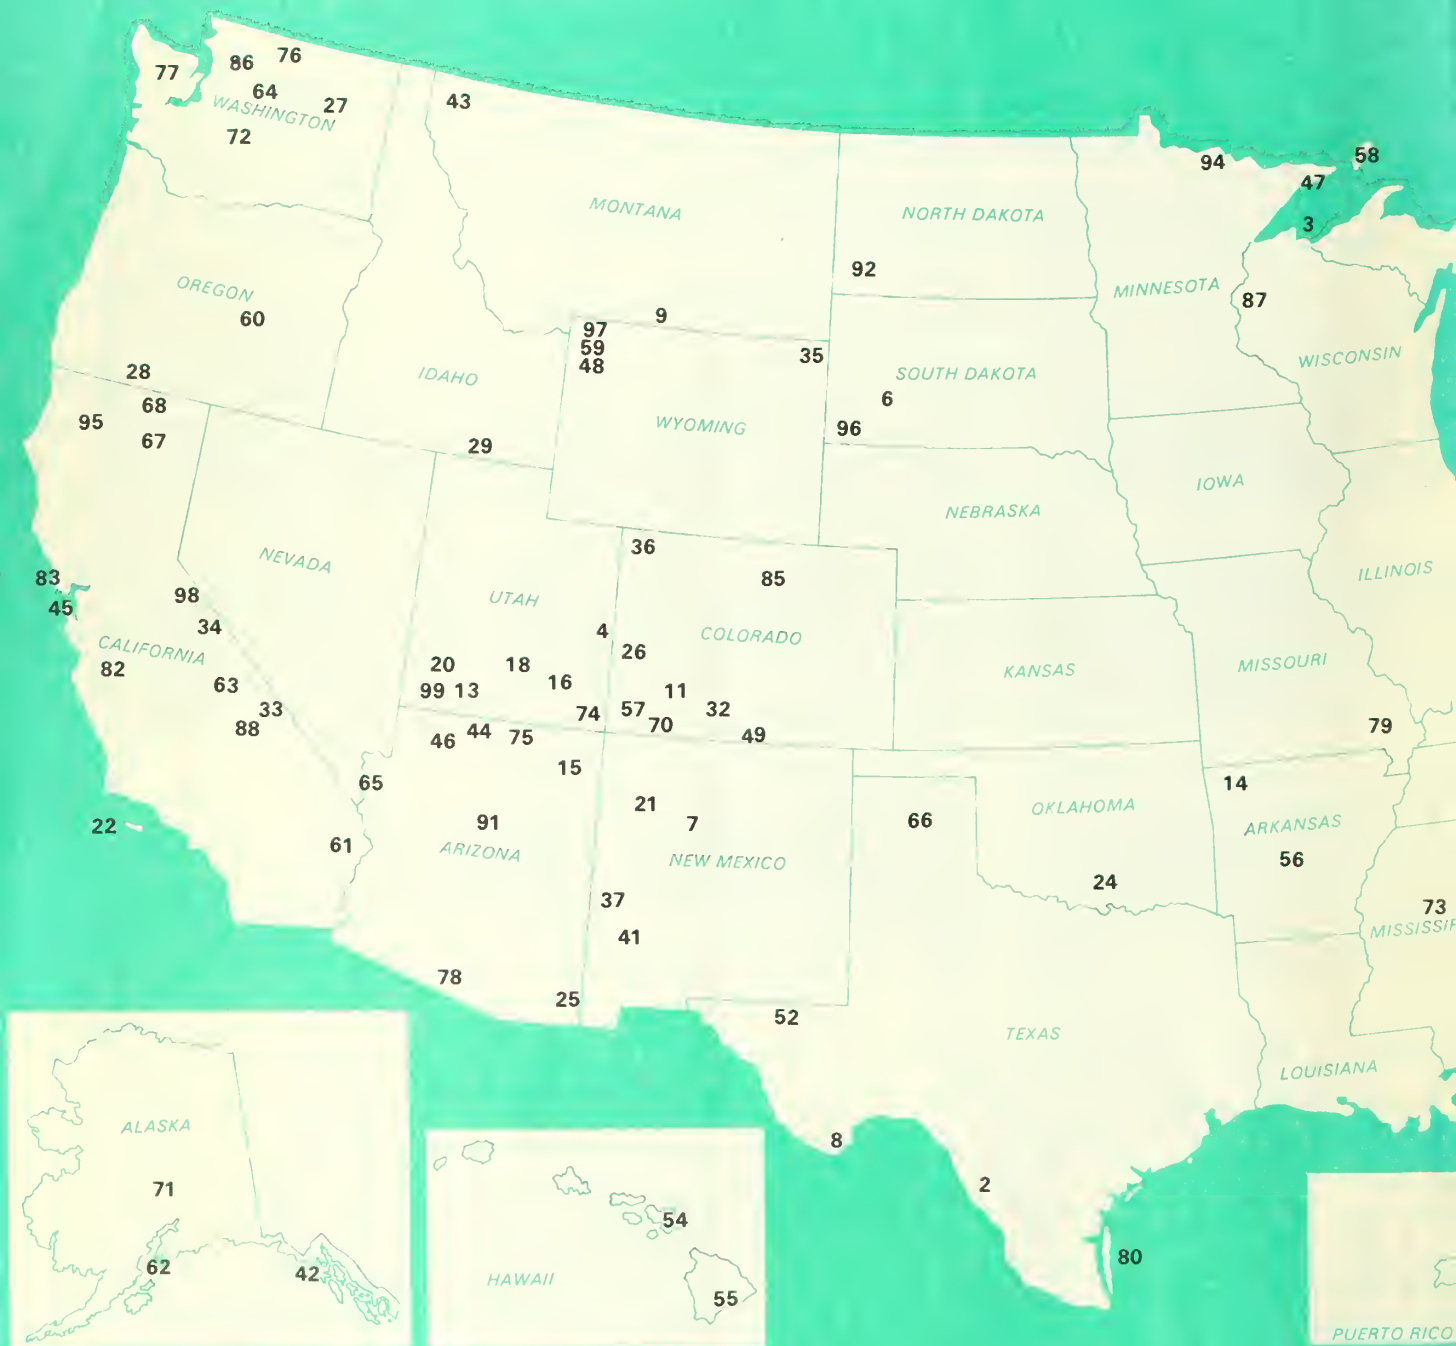 76
86
77
64
27
WASHINGTON
72
43
58
94
47
MONTANA
NORTH DAKOTA
3
92
MINNESOTA
OREGON
60
9
87
97
59
48
35
WISCONSIN
28
IDAHO
SOUTH DAKOTA
68
6
95
67
WYOMING
96
29
IOWA
NEBRASKA
36
NEVADA
83
85
ILLINOIS
45
98
UTAH
34
4
COLORADO
CALIFORNIA
26
82
20
18
KANSAS
MISSOURI
63
99
13
16
11
33
74
57
32
88
44
75
70
49
79
46
15
65
14
21
OKLAHOMA
22
91
7
66
ARKANSAS
61
ARIZONA
NEW MEXICO
56
24
37
73
41
MISSISSIP
78
25
52
TEXAS
LOUISIANA
ALASKA
8
71
2
54
62
42
HAWAII
55
80
PUERTO RICO